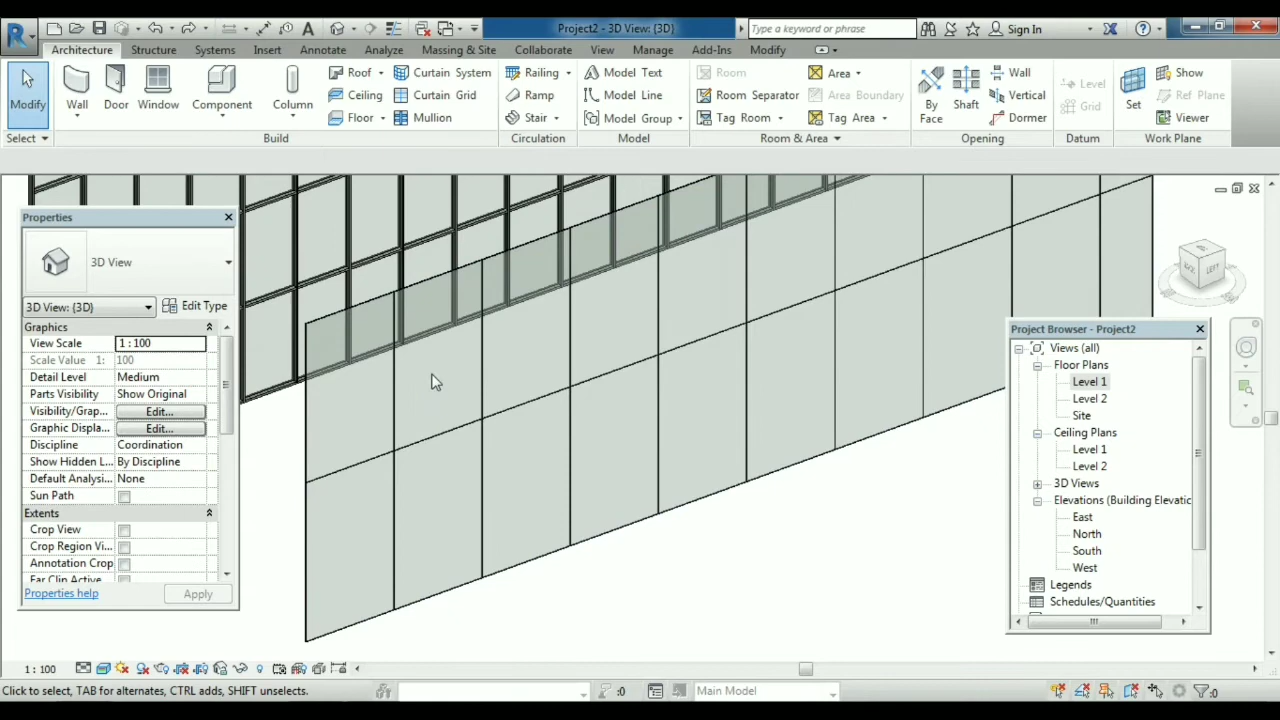 Project2 - 3D View: {3D}
Type a keyword or phrase
Sign In
Architecture Structure Systems Insert Annotate Analyze Massing & Site Collaborate View Manage Add-Ins Modify
Modify Wall Door Window Component Column
Roof Curtain System Railing Model Text Room Area By Face Shaft Wall Level Set Show
Ceiling Curtain Grid Ramp Model Line Room Separator Area Boundary Vertical Grid Ref Plane
Floor Mullion Stair Model Group Tag Room Tag Area Dormer Viewer
Select Build Circulation Model Room & Area Opening Datum Work Plane
Properties
3D View
3D View: {3D} Edit Type
Graphics
View Scale 1 : 100
Scale Value 1: 100
Detail Level Medium
Parts Visibility Show Original
Visibility/Grap... Edit...
Graphic Displa... Edit...
Discipline Coordination
Show Hidden L... By Discipline
Default Analysi... None
Sun Path
Extents
Crop View
Crop Region Vi...
Annotation Crop
Far Clip Active
Properties help Apply
LEFT
Project Browser - Project2
Views (all)
Floor Plans
Level 1
Level 2
Site
Ceiling Plans
Level 1
Level 2
3D Views
Elevations (Building Elevatic
East
North
South
West
Legends
Schedules/Quantities
1 : 100
Click to select, TAB for alternates, CTRL adds, SHIFT unselects.
:0
Main Model
:0